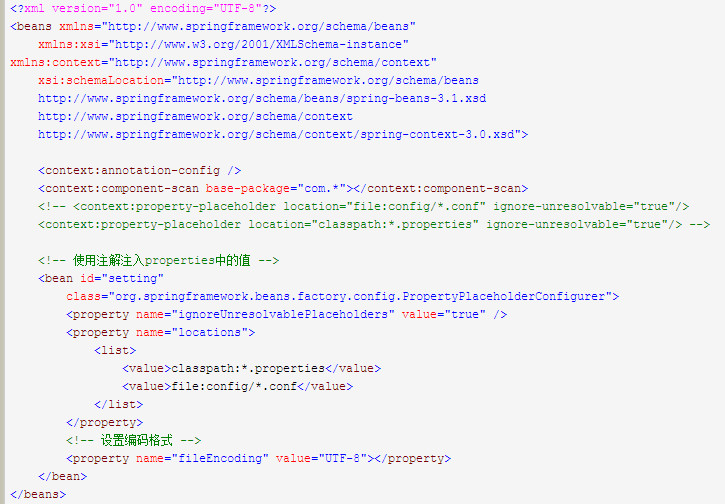 <?xml version="1.0" encoding="UTF-8"?>
<beans xmlns="http://www.springframework.org/schema/beans"
    xmlns:xsi="http://www.w3.org/2001/XMLSchema-instance"
xmlns:context="http://www.springframework.org/schema/context"
    xsi:schemaLocation="http://www.springframework.org/schema/beans
    http://www.springframework.org/schema/beans/spring-beans-3.1.xsd
    http://www.springframework.org/schema/context
    http://www.springframework.org/schema/context/spring-context-3.0.xsd">

    <context:annotation-config />
    <context:component-scan base-package="com.*"></context:component-scan>
    <!-- <context:property-placeholder location="file:config/*.conf" ignore-unresolvable="true"/>
    <context:property-placeholder location="classpath:*.properties" ignore-unresolvable="true"/> -->

    <!-- 使用注解注入properties中的值 -->
    <bean id="setting"
        class="org.springframework.beans.factory.config.PropertyPlaceholderConfigurer">
        <property name="ignoreUnresolvablePlaceholders" value="true" />
        <property name="locations">
            <list>
                <value>classpath:*.properties</value>
                <value>file:config/*.conf</value>
            </list>
        </property>
        <!-- 设置编码格式 -->
        <property name="fileEncoding" value="UTF-8"></property>
    </bean>
</beans>